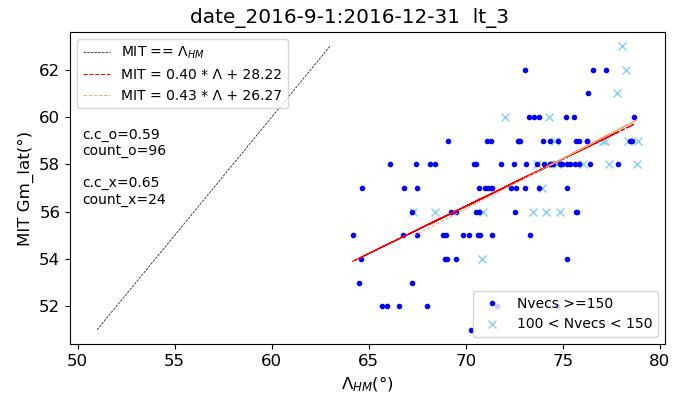 date_2016-9-1:2016-12-31 lt_3
MIT == Λ_HM
MIT = 0.40 * Λ + 28.22
MIT = 0.43 * Λ + 26.27
c.c_o=0.59
count_o=96
c.c_x=0.65
count_x=24
MIT Gm_lat(°)
62
60
58
56
54
52
Nvecs >=150
100 < Nvecs < 150
50 55 60 65 70 75 80
Λ_HM(°)